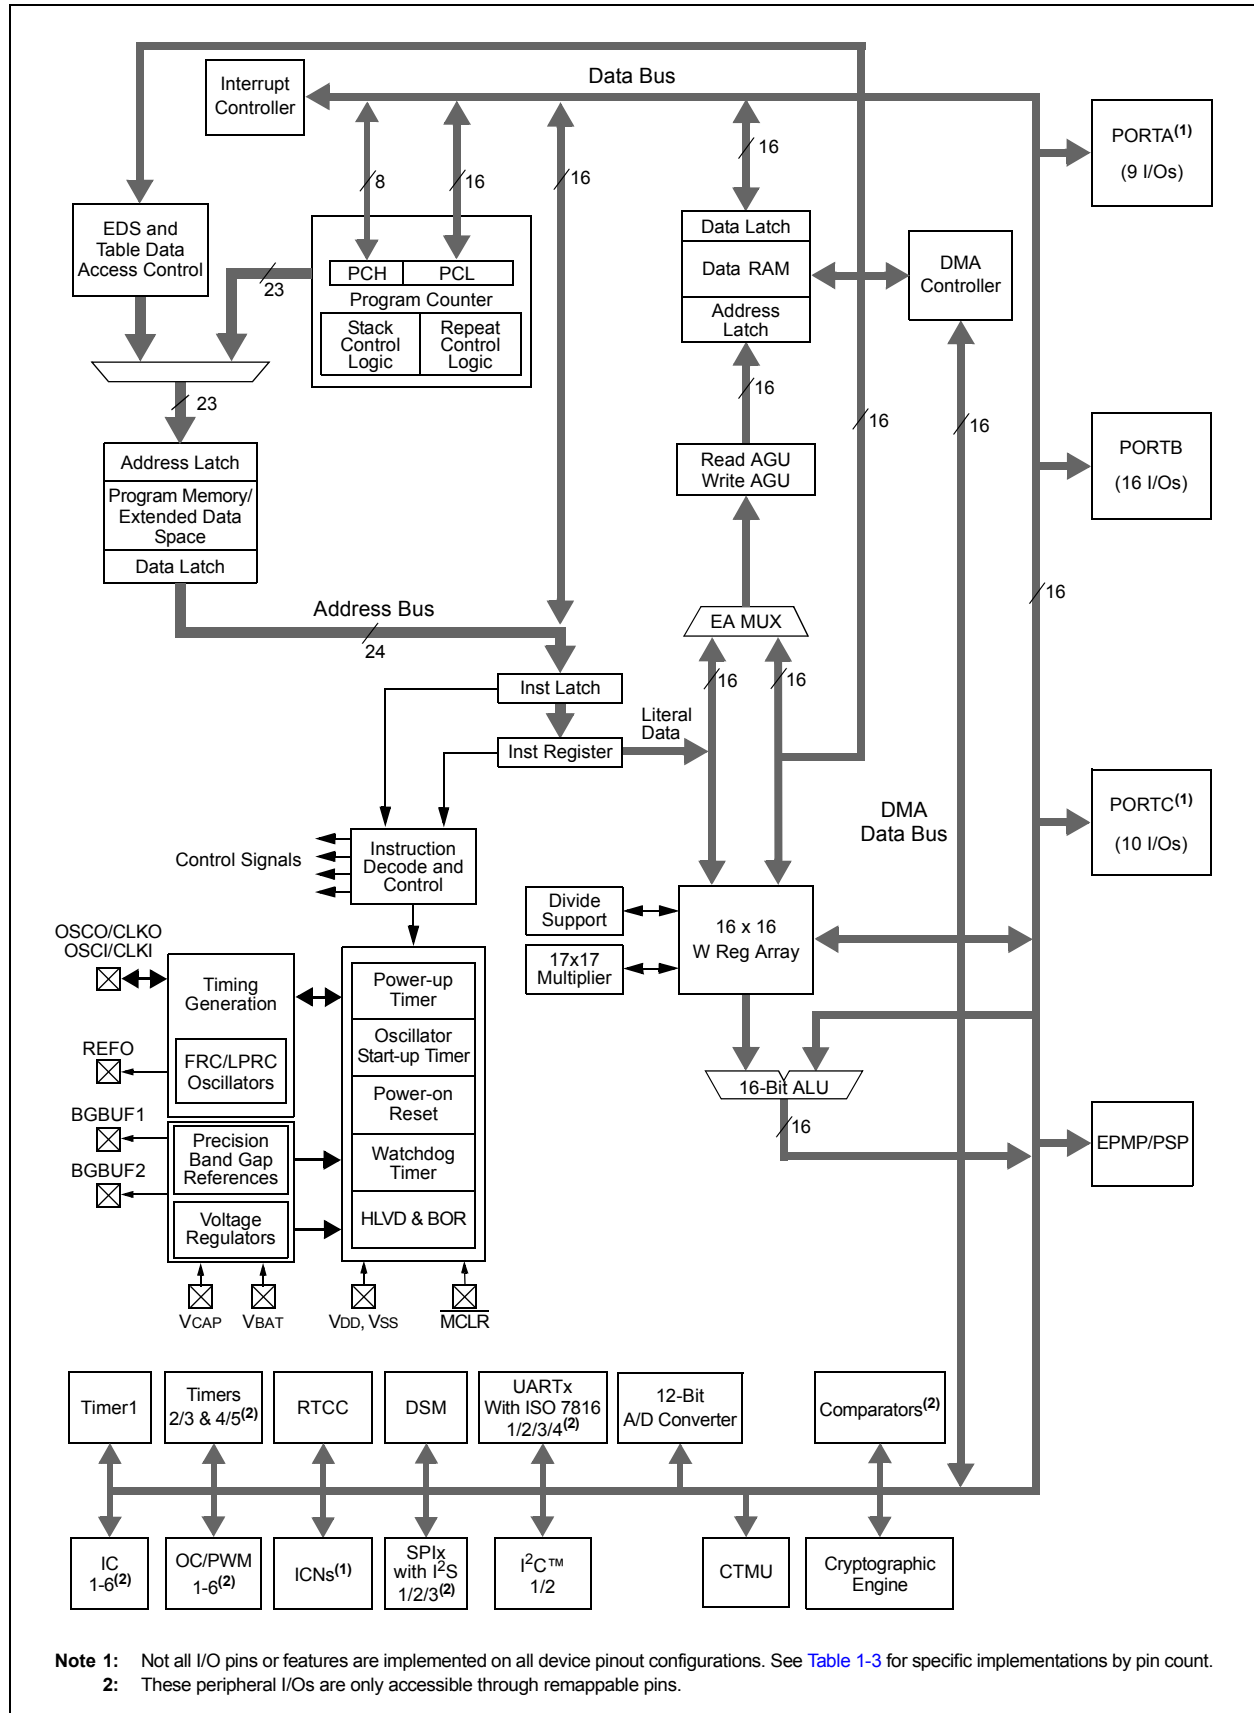 Data Bus
Interrupt
Controller
PORTA(1)
(9 I/Os)
16
8
16
16
EDS and
Table Data
Access Control
Data Latch
Data RAM
Address
Latch
DMA
Controller
PCH
PCL
23
Program Counter
Stack
Control
Logic
Repeat
Control
Logic
23
16
16
16
Address Latch
Program Memory/
Extended Data
Space
Data Latch
Read AGU
Write AGU
PORTB
(16 I/Os)
16
Address Bus
24
EA MUX
16
16
Inst Latch
Literal
Data
Inst Register
DMA
Data Bus
PORTC(1)
(10 I/Os)
Control Signals
Instruction
Decode and
Control
Divide
Support
16 x 16
W Reg Array
17x17
Multiplier
OSCO/CLKO
OSCI/CLKI
Timing
Generation
Power-up
Timer
REFO
FRC/LPRC
Oscillators
Oscillator
Start-up Timer
16-Bit ALU
16
Power-on
Reset
BGBUF1
Precision
Band Gap
References
Watchdog
Timer
EPMP/PSP
BGBUF2
Voltage
Regulators
HLVD & BOR
VCAP
VBAT
VDD, VSS
MCLR
Timer1
Timers
2/3 & 4/5(2)
RTCC
DSM
UARTx
With ISO 7816
1/2/3/4(2)
12-Bit
A/D Converter
Comparators(2)
IC
1-6(2)
OC/PWM
1-6(2)
ICNs(1)
SPIx
with I2S
1/2/3(2)
I2C™
1/2
CTMU
Cryptographic
Engine
Note 1: Not all I/O pins or features are implemented on all device pinout configurations. See Table 1-3 for specific implementations by pin count.
2: These peripheral I/Os are only accessible through remappable pins.